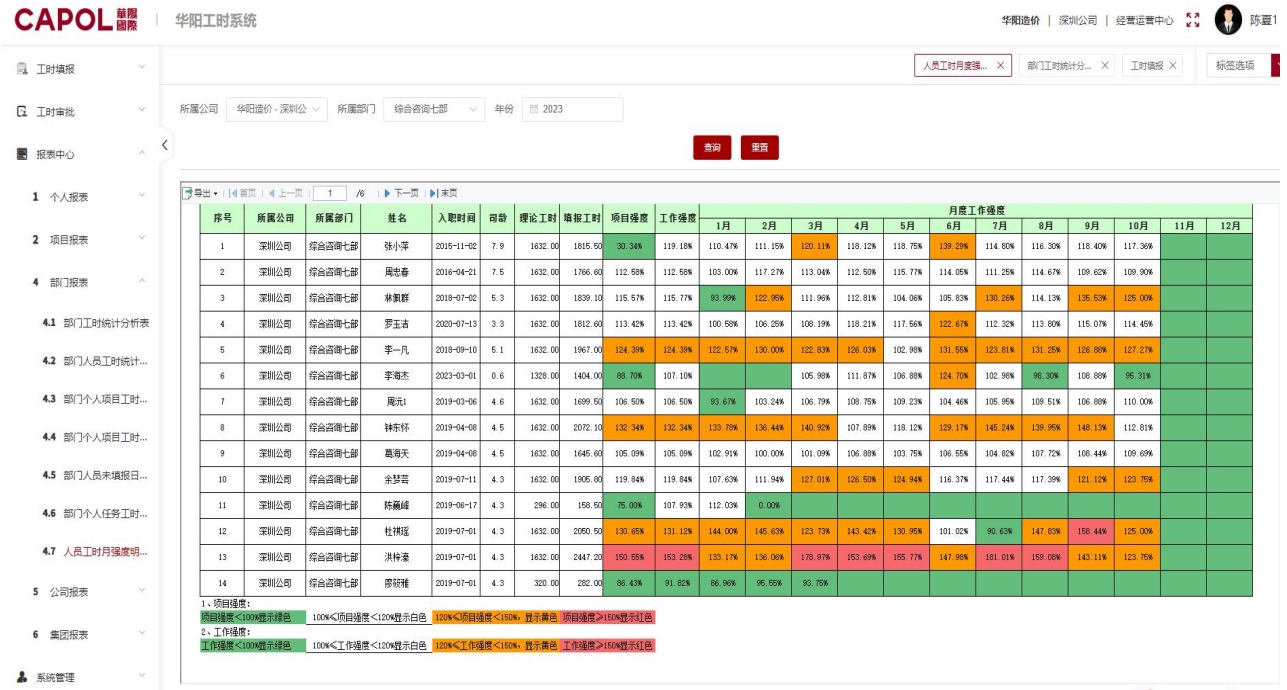 CAPOL 華陽國際 | 华阳工时系统
华阳造价 | 深圳公司 | 经营运营中心 陈夏1
人员工时月度强... × 部门工时统计分... × 工时填报 × 标签选项
工时填报
工时审批
报表中心
1 个人报表
2 项目报表
4 部门报表
4.1 部门工时统计分析表
4.2 部门人员工时统计...
4.3 部门个人项目工时...
4.4 部门个人项目工时...
4.5 部门人员未填报日...
4.6 部门个人任务工时...
4.7 人员工时月强度明...
5 公司报表
6 集团报表
系统管理
所属公司 华阳造价-深圳公 所属部门 综合咨询七部 年份 2023
查询 重置
导出 首页 上一页 1 /6 下一页 末页
序号 所属公司 所属部门 姓名 入职时间 司龄 理论工时 填报工时 项目强度 工作强度 月度工作强度
1月 2月 3月 4月 5月 6月 7月 8月 9月 10月 11月 12月
1 深圳公司 综合咨询七部 张小萍 2015-11-02 7.9 1632.00 1815.50 30.34% 119.18% 110.47% 111.15% 120.11% 118.12% 118.75% 139.29% 114.80% 116.30% 118.40% 117.36%
2 深圳公司 综合咨询七部 周忠春 2016-04-21 7.5 1632.00 1766.60 112.58% 112.58% 103.00% 117.27% 113.04% 112.50% 115.77% 114.05% 111.25% 114.67% 109.62% 109.90%
3 深圳公司 综合咨询七部 林佩群 2018-07-02 5.3 1632.00 1839.10 115.57% 115.77% 93.99% 122.95% 111.96% 112.81% 104.06% 105.83% 130.26% 114.13% 135.53% 125.00%
4 深圳公司 综合咨询七部 罗玉洁 2020-07-13 3.3 1632.00 1812.60 113.42% 113.42% 100.58% 106.25% 108.19% 118.21% 117.56% 122.67% 112.32% 113.80% 115.07% 114.45%
5 深圳公司 综合咨询七部 李一凡 2018-09-10 5.1 1632.00 1967.00 124.39% 124.39% 122.57% 130.00% 122.83% 126.03% 102.98% 131.55% 123.81% 131.25% 126.88% 127.27%
6 深圳公司 综合咨询七部 李海杰 2023-03-01 0.6 1328.00 1404.00 88.70% 107.10% 105.98% 111.87% 106.88% 124.70% 102.98% 98.30% 108.88% 95.31%
7 深圳公司 综合咨询七部 周元1 2019-03-06 4.6 1632.00 1699.50 106.50% 106.50% 93.67% 103.24% 106.79% 108.75% 109.23% 104.46% 105.95% 109.51% 106.88% 110.00%
8 深圳公司 综合咨询七部 钟东怀 2019-04-08 4.5 1632.00 2072.10 132.34% 132.34% 133.78% 136.44% 140.92% 107.89% 118.12% 129.17% 145.24% 139.95% 148.13% 112.81%
9 深圳公司 综合咨询七部 葛海天 2019-04-08 4.5 1632.00 1645.60 105.09% 105.09% 102.91% 100.00% 101.09% 106.88% 103.75% 106.55% 104.82% 107.72% 108.44% 109.69%
10 深圳公司 综合咨询七部 余梦芸 2019-07-11 4.3 1632.00 1905.80 119.84% 119.84% 107.63% 111.94% 127.01% 126.50% 124.94% 116.37% 117.44% 117.39% 121.12% 123.75%
11 深圳公司 综合咨询七部 陈巍峰 2019-06-17 4.3 296.00 158.50 75.00% 107.93% 112.03% 0.00%
12 深圳公司 综合咨询七部 杜祺瑶 2019-07-01 4.3 1632.00 2050.50 130.65% 131.12% 144.00% 145.63% 123.73% 143.42% 130.95% 101.02% 90.63% 147.83% 158.44% 125.00%
13 深圳公司 综合咨询七部 洪梓濠 2019-07-01 4.3 1632.00 2447.20 150.55% 153.28% 133.17% 136.06% 178.97% 153.69% 155.77% 147.98% 181.01% 159.08% 143.11% 123.75%
14 深圳公司 综合咨询七部 廖筱雅 2019-07-01 4.3 320.00 282.00 86.43% 91.82% 86.96% 95.55% 93.75%
1、项目强度:
项目强度<100%显示绿色 100%≤项目强度<120%显示白色 120%≤项目强度<150%,显示黄色 项目强度≥150%显示红色
2、工作强度:
工作强度<100%显示绿色 100%≤工作强度<120%显示白色 120%≤工作强度<150%,显示黄色 工作强度≥150%显示红色